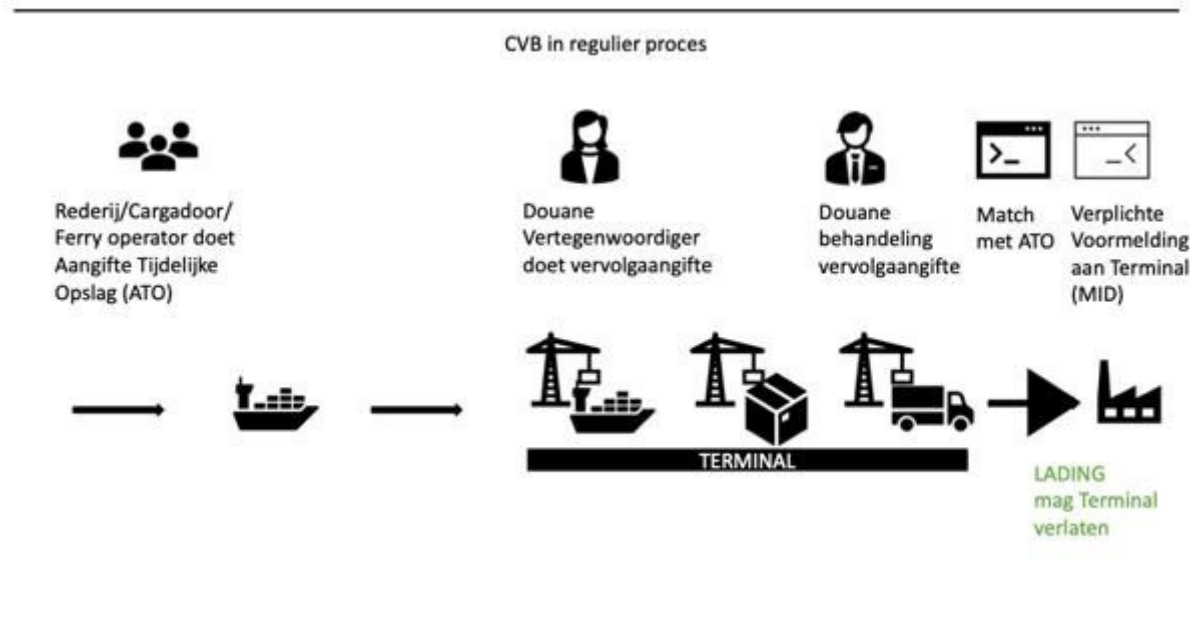 CVB in regulier proces
Rederij/Cargadoor/
Ferry operator doet
Aangifte Tijdelijke
Opslag (ATO)
Douane
Vertegenwoordiger
doet vervolgaangifte
Douane
behandeling
vervolgaangifte
Match
met ATO
Verplichte
Voormelding
aan Terminal
(MID)
TERMINAL
LADING
mag Terminal
verlaten